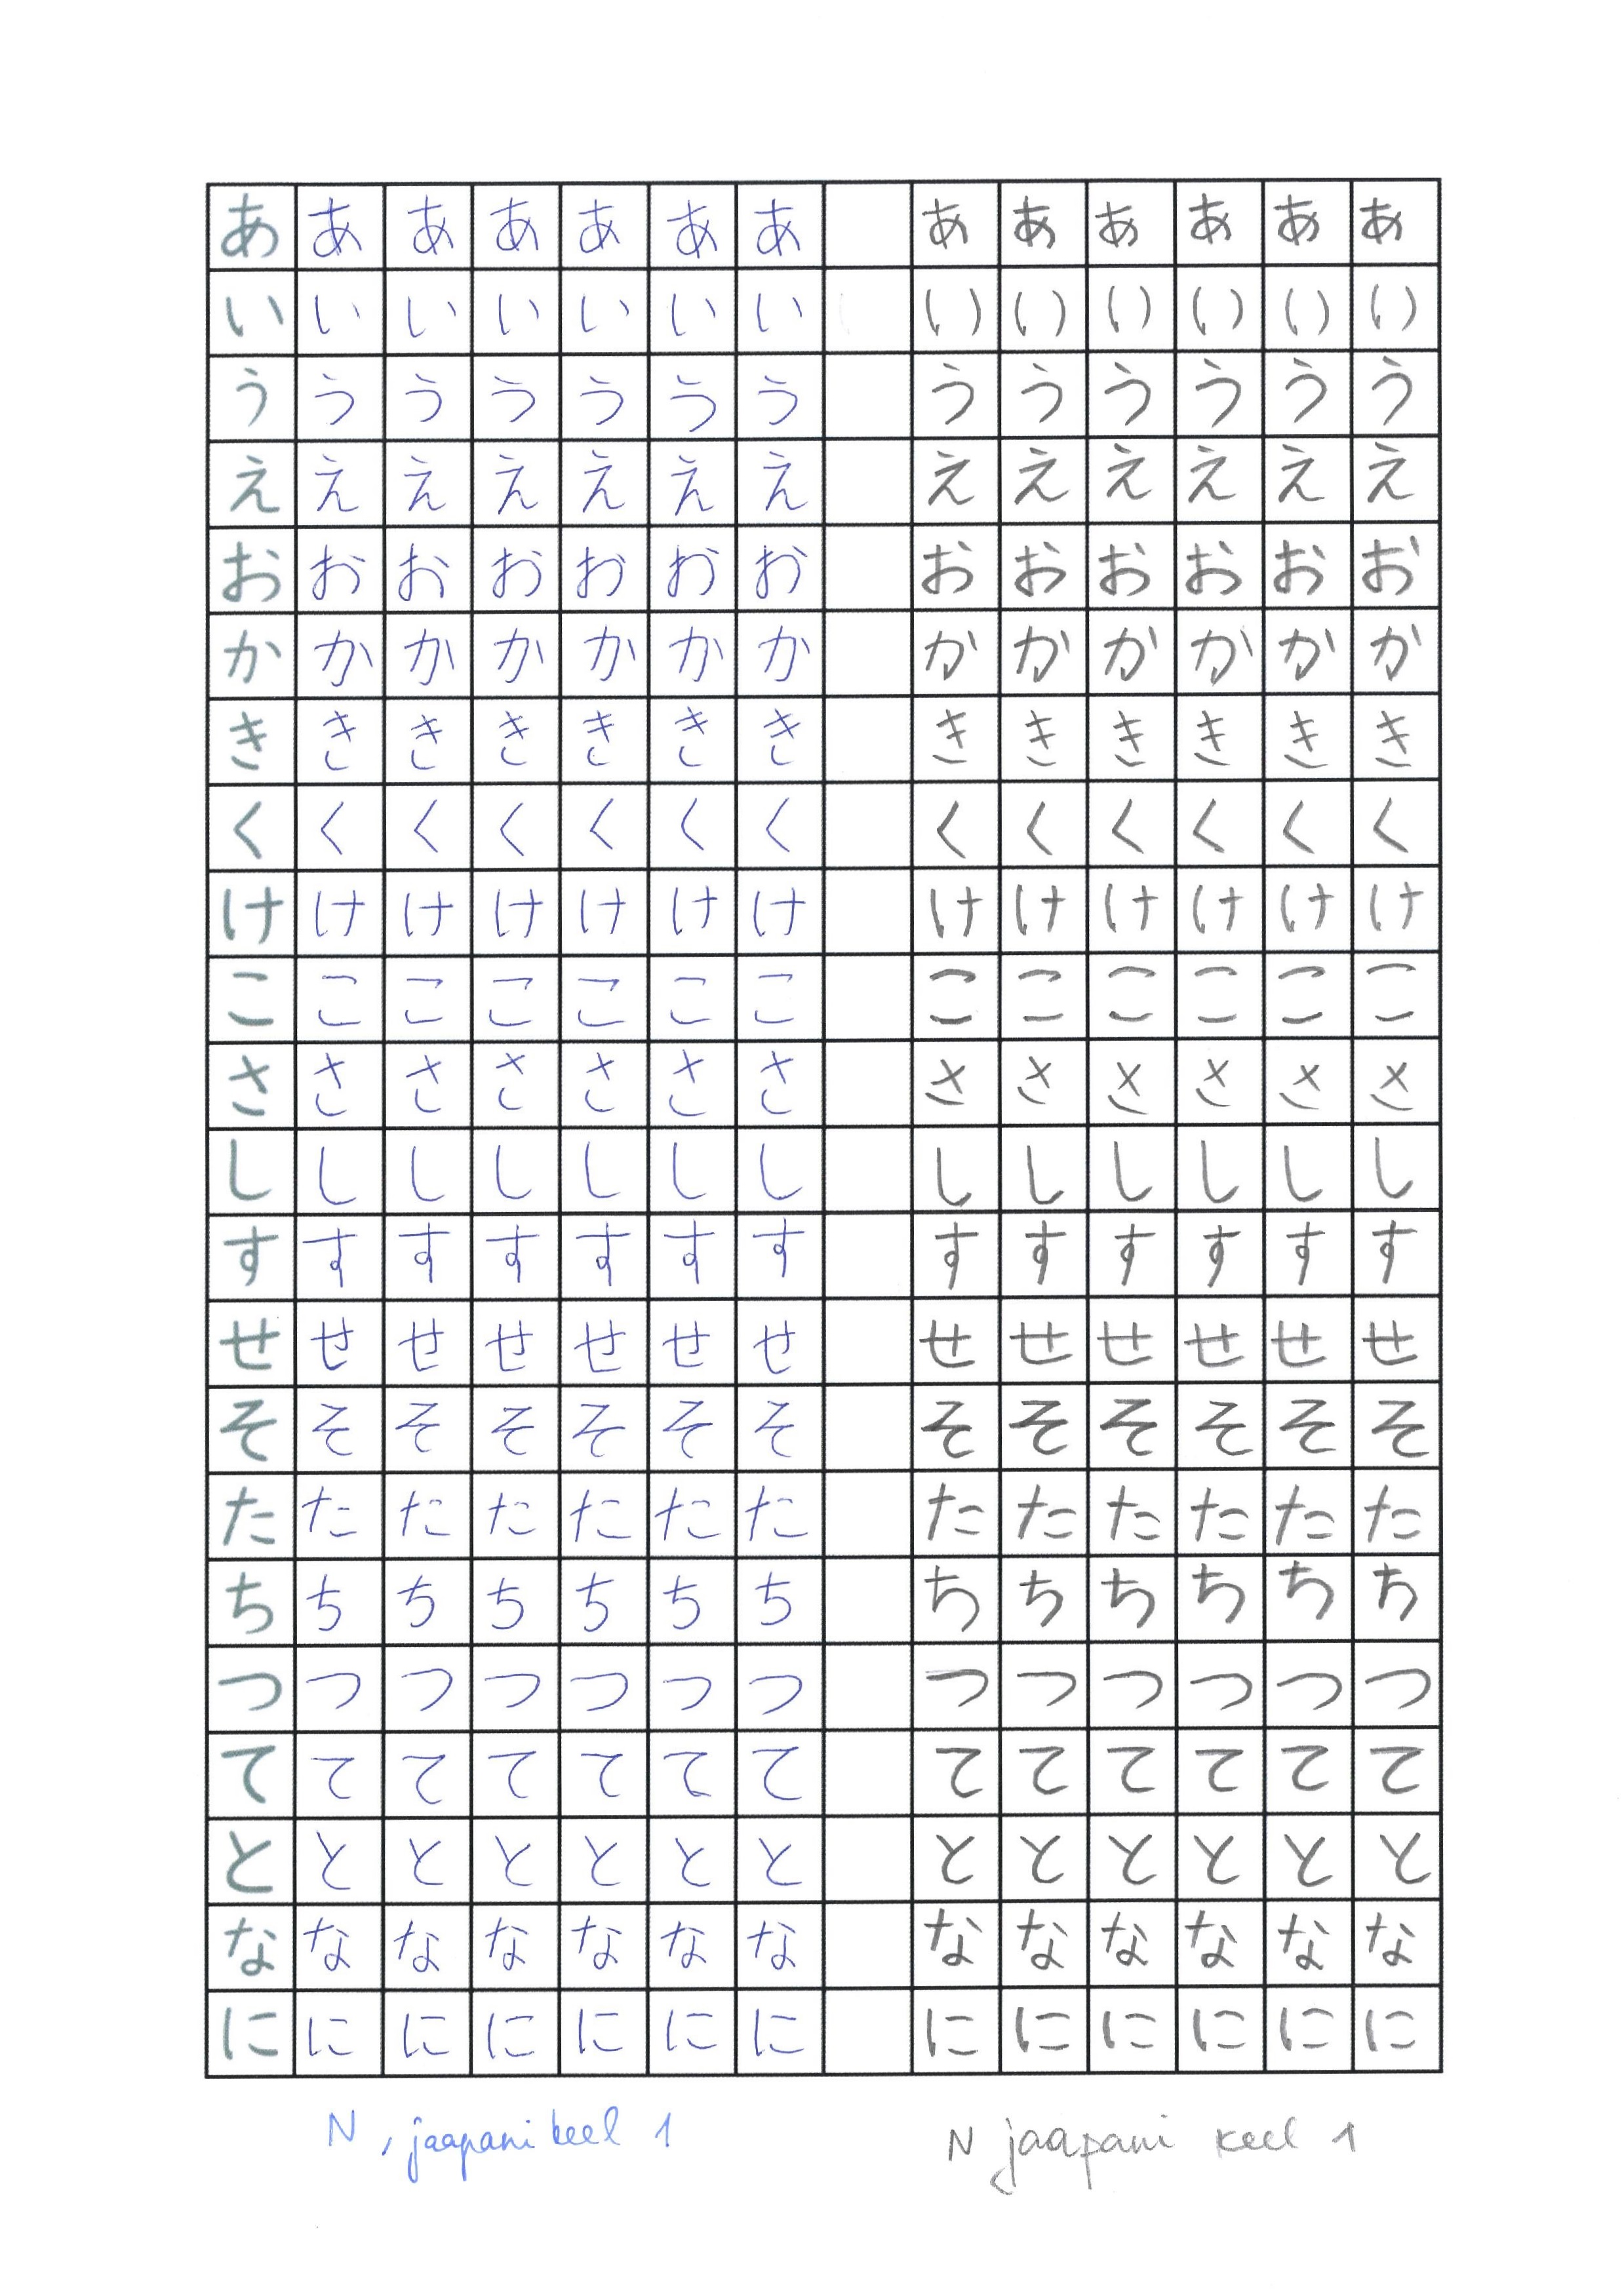 あ あ あ あ あ あ あ あ あ あ あ あ あ
い い い い い い い い い い い い い
う う う う う う う う う う う う う
え え え え え え え え え え え え え
お お お お お お お お お お お お お
か か か か か か か か か か か か か
き き き き き き き き き き き き き
く く く く く く く く く く く く く
け け け け け け け け け け け け け
こ こ こ こ こ こ こ こ こ こ こ こ こ
さ さ さ さ さ さ さ さ さ さ さ さ さ
し し し し し し し し し し し し し
す す す す す す す す す す す す す
せ せ せ せ せ せ せ せ せ せ せ せ せ
そ そ そ そ そ そ そ そ そ そ そ そ そ
た た た た た た た た た た た た た
ち ち ち ち ち ち ち ち ち ち ち ち ち
つ つ つ つ つ つ つ つ つ つ つ つ つ
て て て て て て て て て て て て て
と と と と と と と と と と と と と
な な な な な な な な な な な な な
に に に に に に に に に に に に に
N, jaapani keel 1 N jaapani keel 1